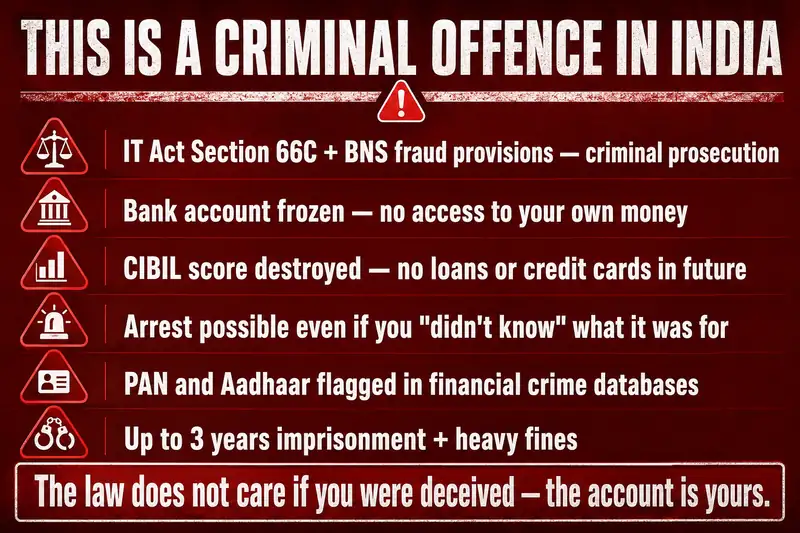 THIS IS A CRIMINAL OFFENCE IN INDIA
IT Act Section 66C + BNS fraud provisions — criminal prosecution
Bank account frozen — no access to your own money
CIBIL score destroyed — no loans or credit cards in future
Arrest possible even if you "didn't know" what it was for
PAN and Aadhaar flagged in financial crime databases
Up to 3 years imprisonment + heavy fines
The law does not care if you were deceived — the account is yours.